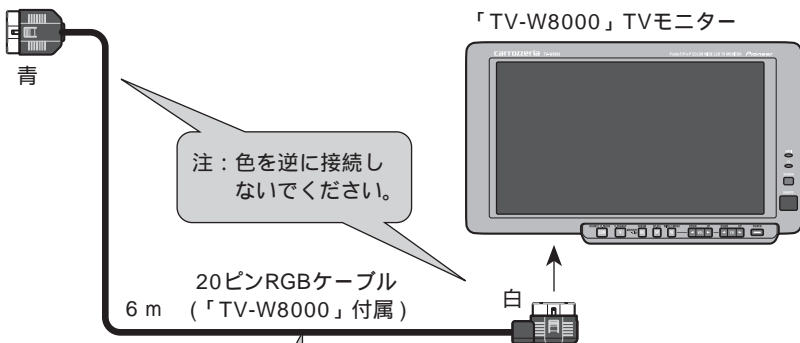 「TV-W8000」TVモニター
carrozzeria
Pioneer
青
注：色を逆に接続し
ないでください。
20ピンRGBケーブル
6 m （「TV-W8000」付属）
白